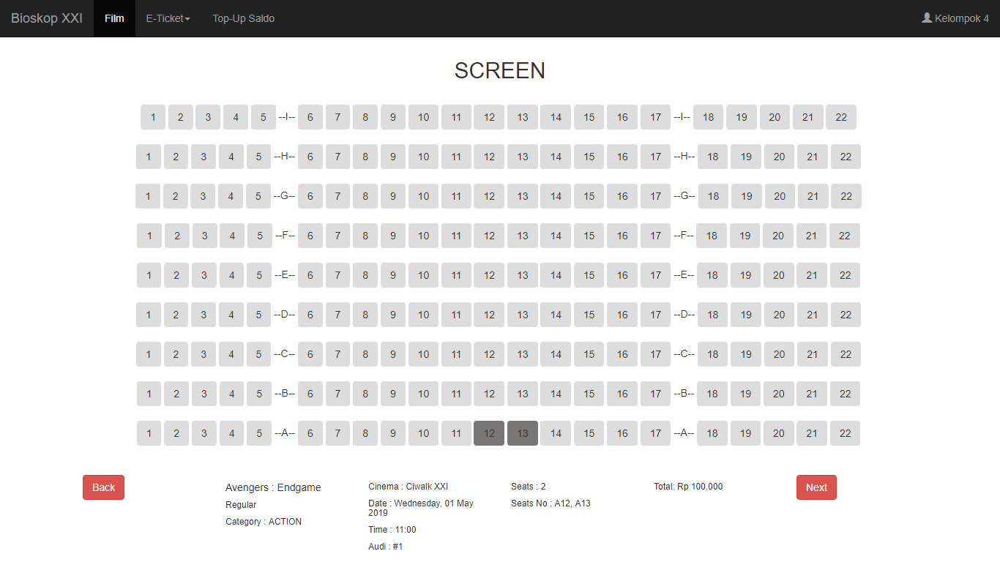 Bioskop XXI Film E-Ticket Top-Up Saldo Kelompok 4
SCREEN
1 2 3 4 5 --I-- 6 7 8 9 10 11 12 13 14 15 16 17 --I-- 18 19 20 21 22
1 2 3 4 5 --H-- 6 7 8 9 10 11 12 13 14 15 16 17 --H-- 18 19 20 21 22
1 2 3 4 5 --G-- 6 7 8 9 10 11 12 13 14 15 16 17 --G-- 18 19 20 21 22
1 2 3 4 5 --F-- 6 7 8 9 10 11 12 13 14 15 16 17 --F-- 18 19 20 21 22
1 2 3 4 5 --E-- 6 7 8 9 10 11 12 13 14 15 16 17 --E-- 18 19 20 21 22
1 2 3 4 5 --D-- 6 7 8 9 10 11 12 13 14 15 16 17 --D-- 18 19 20 21 22
1 2 3 4 5 --C-- 6 7 8 9 10 11 12 13 14 15 16 17 --C-- 18 19 20 21 22
1 2 3 4 5 --B-- 6 7 8 9 10 11 12 13 14 15 16 17 --B-- 18 19 20 21 22
1 2 3 4 5 --A-- 6 7 8 9 10 11 12 13 14 15 16 17 --A-- 18 19 20 21 22
Back
Avengers : Endgame
Regular
Category : ACTION
Cinema : Ciwalk XXI
Date : Wednesday, 01 May
2019
Time : 11:00
Audi : #1
Seats : 2
Seats No : A12, A13
Total: Rp 100.000
Next